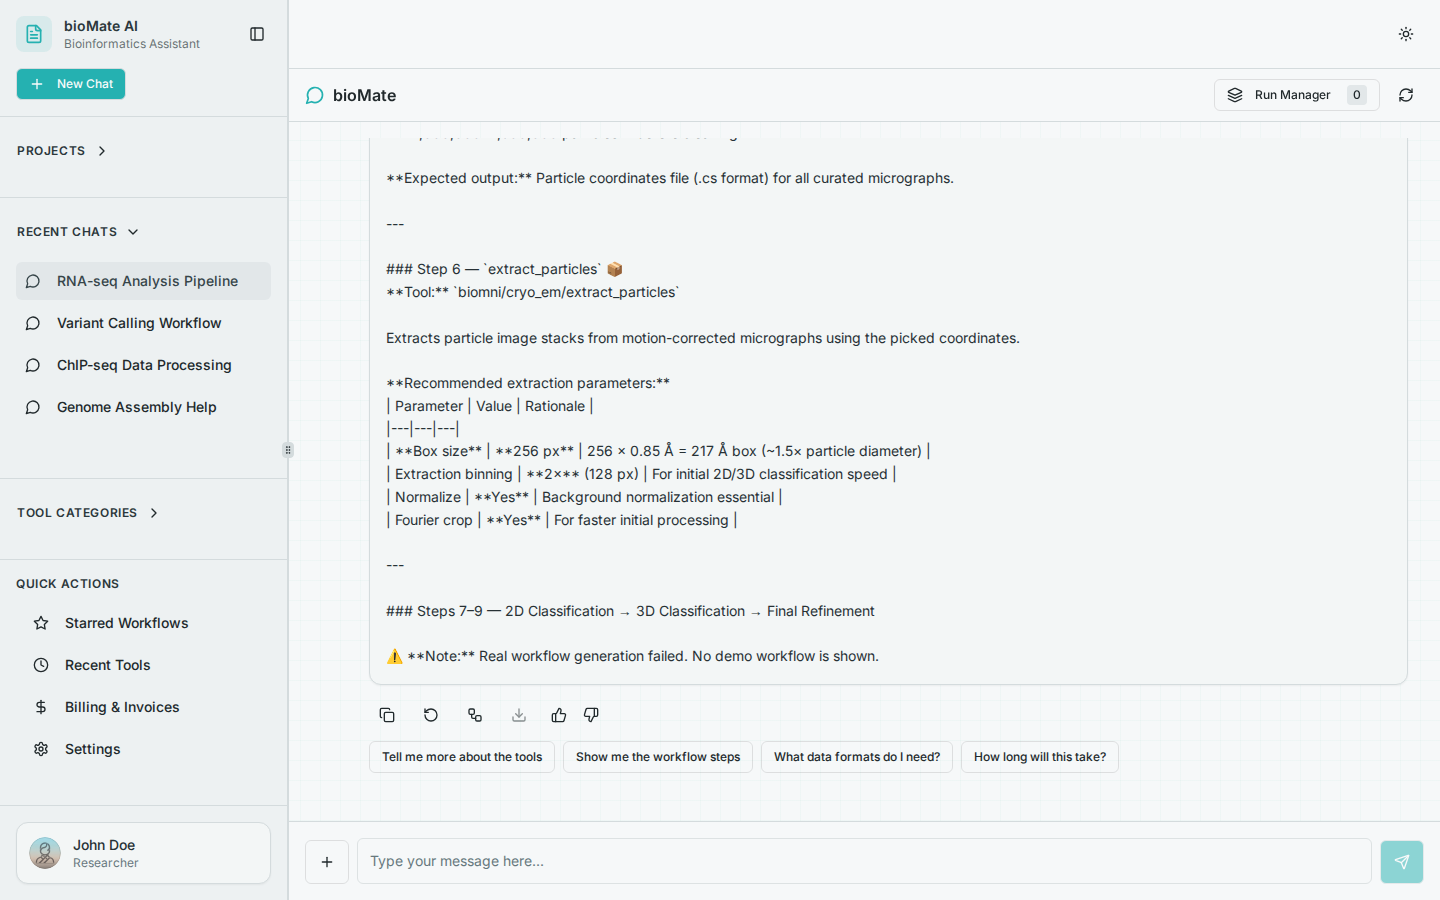 bioMate AI
Bioinformatics Assistant
New Chat
PROJECTS
RECENT CHATS
RNA-seq Analysis Pipeline
Variant Calling Workflow
ChIP-seq Data Processing
Genome Assembly Help
TOOL CATEGORIES
QUICK ACTIONS
Starred Workflows
Recent Tools
Billing & Invoices
Settings
John Doe
Researcher
bioMate
Run Manager 0
**Expected output:** Particle coordinates file (.cs format) for all curated micrographs.
---
### Step 6 — `extract_particles` 📦
**Tool:** `biomni/cryo_em/extract_particles`
Extracts particle image stacks from motion-corrected micrographs using the picked coordinates.
**Recommended extraction parameters:**
| Parameter | Value | Rationale |
|---|---|---|
| **Box size** | **256 px** | 256 × 0.85 Å = 217 Å box (~1.5× particle diameter) |
| Extraction binning | **2×** (128 px) | For initial 2D/3D classification speed |
| Normalize | **Yes** | Background normalization essential |
| Fourier crop | **Yes** | For faster initial processing |
---
### Steps 7–9 — 2D Classification → 3D Classification → Final Refinement
⚠️ **Note:** Real workflow generation failed. No demo workflow is shown.
Tell me more about the tools
Show me the workflow steps
What data formats do I need?
How long will this take?
Type your message here...